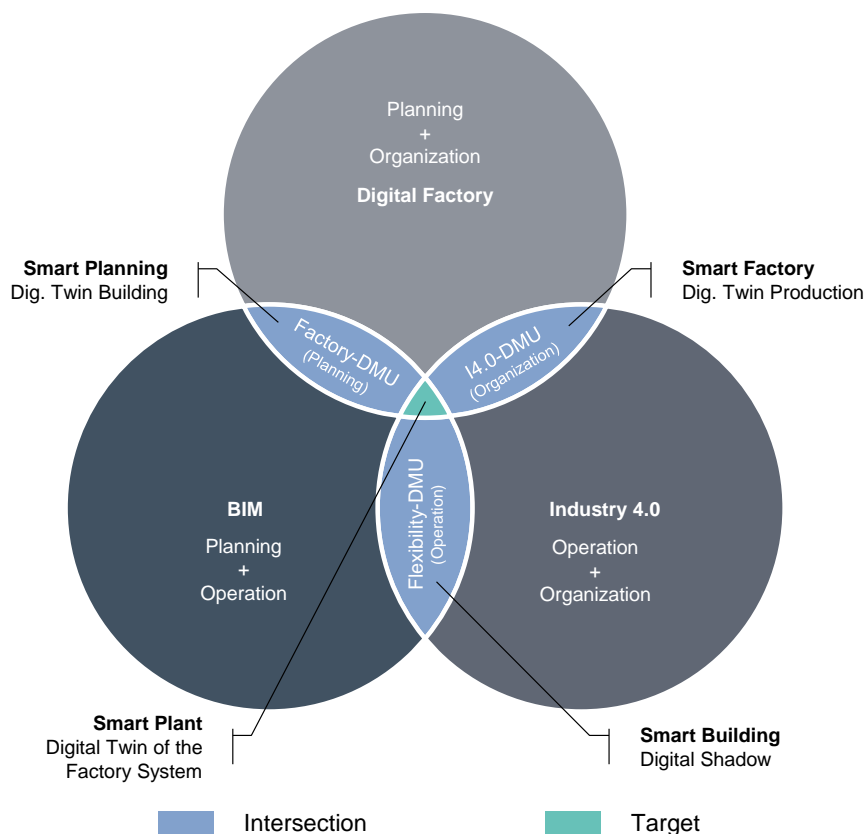 Planning
+
Organization
Digital Factory
Smart Planning
Dig. Twin Building
Smart Factory
Dig. Twin Production
Factory-DMU
(Planning)
I4.0-DMU
(Organization)
Flexibility-DMU
(Operation)
BIM
Planning
+
Operation
Industry 4.0
Operation
+
Organization
Smart Plant
Digital Twin of the
Factory System
Smart Building
Digital Shadow
Intersection
Target